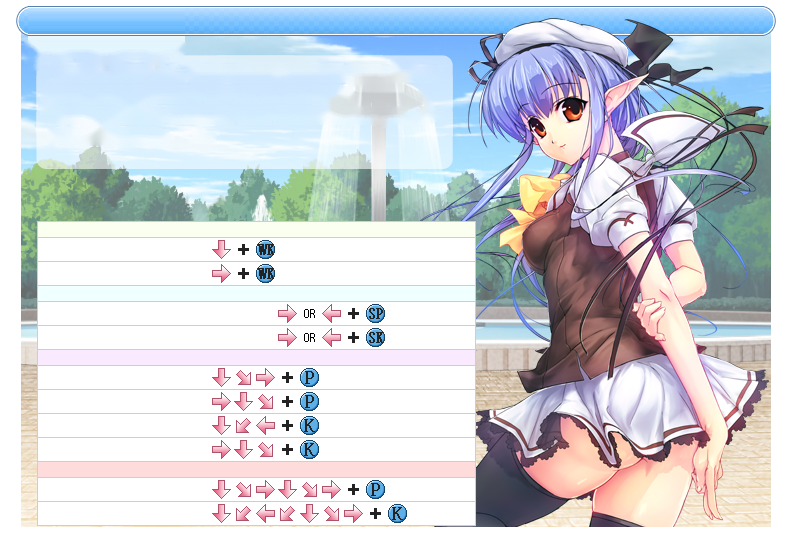 ↓ + WK
→ + WK
→ OR ← + SP
→ OR ← + SK
↓ ↘ → + P
→ ↓ ↘ + P
↓ ↙ ← + K
→ ↓ ↘ + K
↓ ↘ → ↓ ↘ → + P
↓ ↙ ← ↙ ↓ ↘ → + K